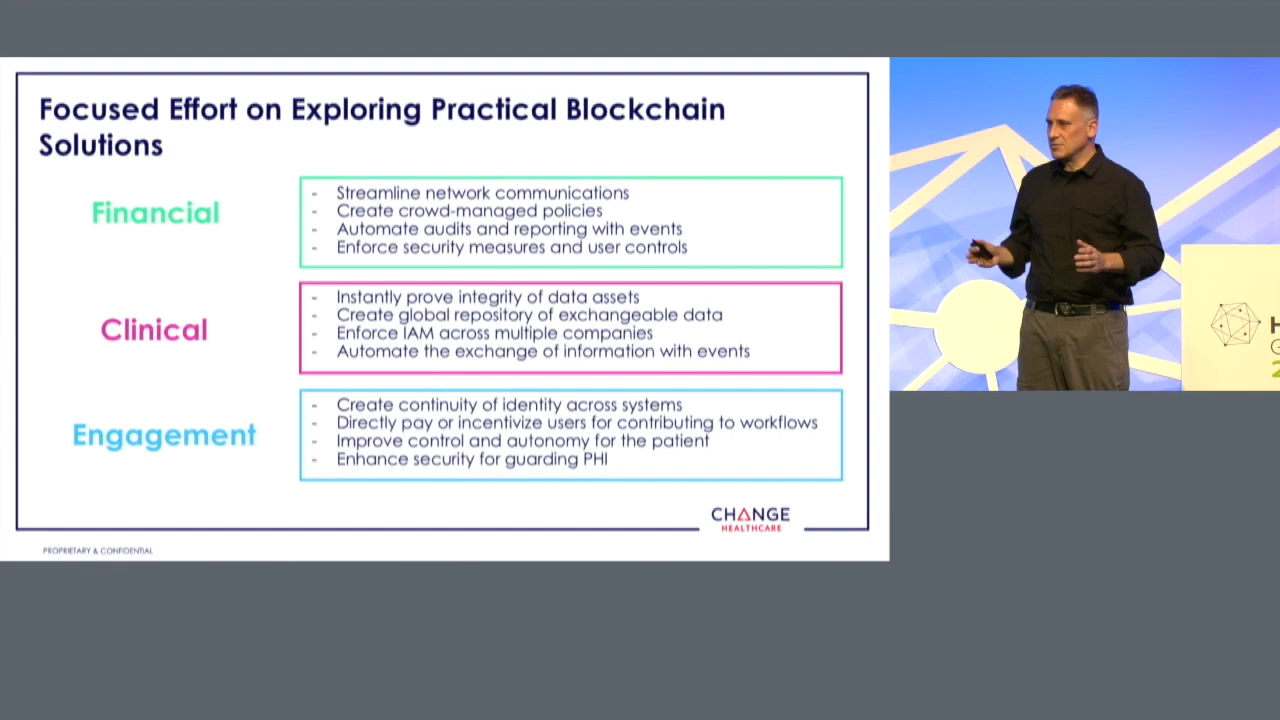 Focused Effort on Exploring Practical Blockchain
Solutions
Financial
- Streamline network communications
- Create crowd-managed policies
- Automate audits and reporting with events
- Enforce security measures and user controls
Clinical
- Instantly prove integrity of data assets
- Create global repository of exchangeable data
- Enforce IAM across multiple companies
- Automate the exchange of information with events
Engagement
- Create continuity of identity across systems
- Directly pay or incentivize users for contributing to workflows
- Improve control and autonomy for the patient
- Enhance security for guarding PHI
CHANGE
HEALTHCARE
PROPRIETARY & CONFIDENTIAL